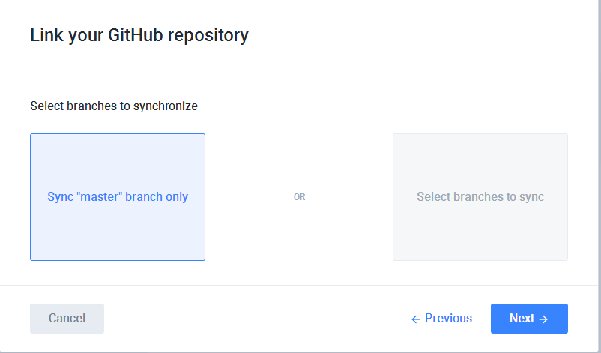 Link your GitHub repository
Select branches to synchronize
Sync "master" branch only
OR
Select branches to sync
Cancel
← Previous
Next →